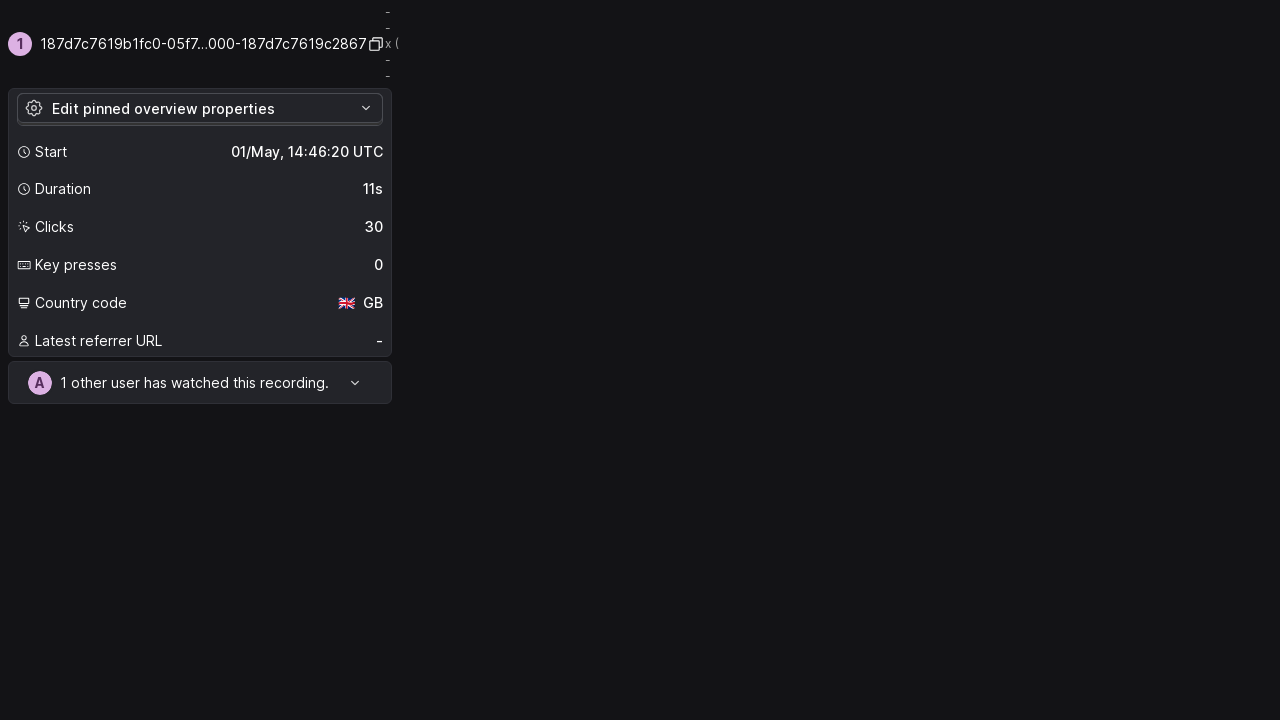 1 187d7c7619b1fc0-05f7...000-187d7c7619c2867
-
-
x (
-
-
Edit pinned overview properties
Start 01/May, 14:46:20 UTC
Duration 11s
Clicks 30
Key presses 0
Country code 🇬🇧 GB
Latest referrer URL -
A 1 other user has watched this recording.